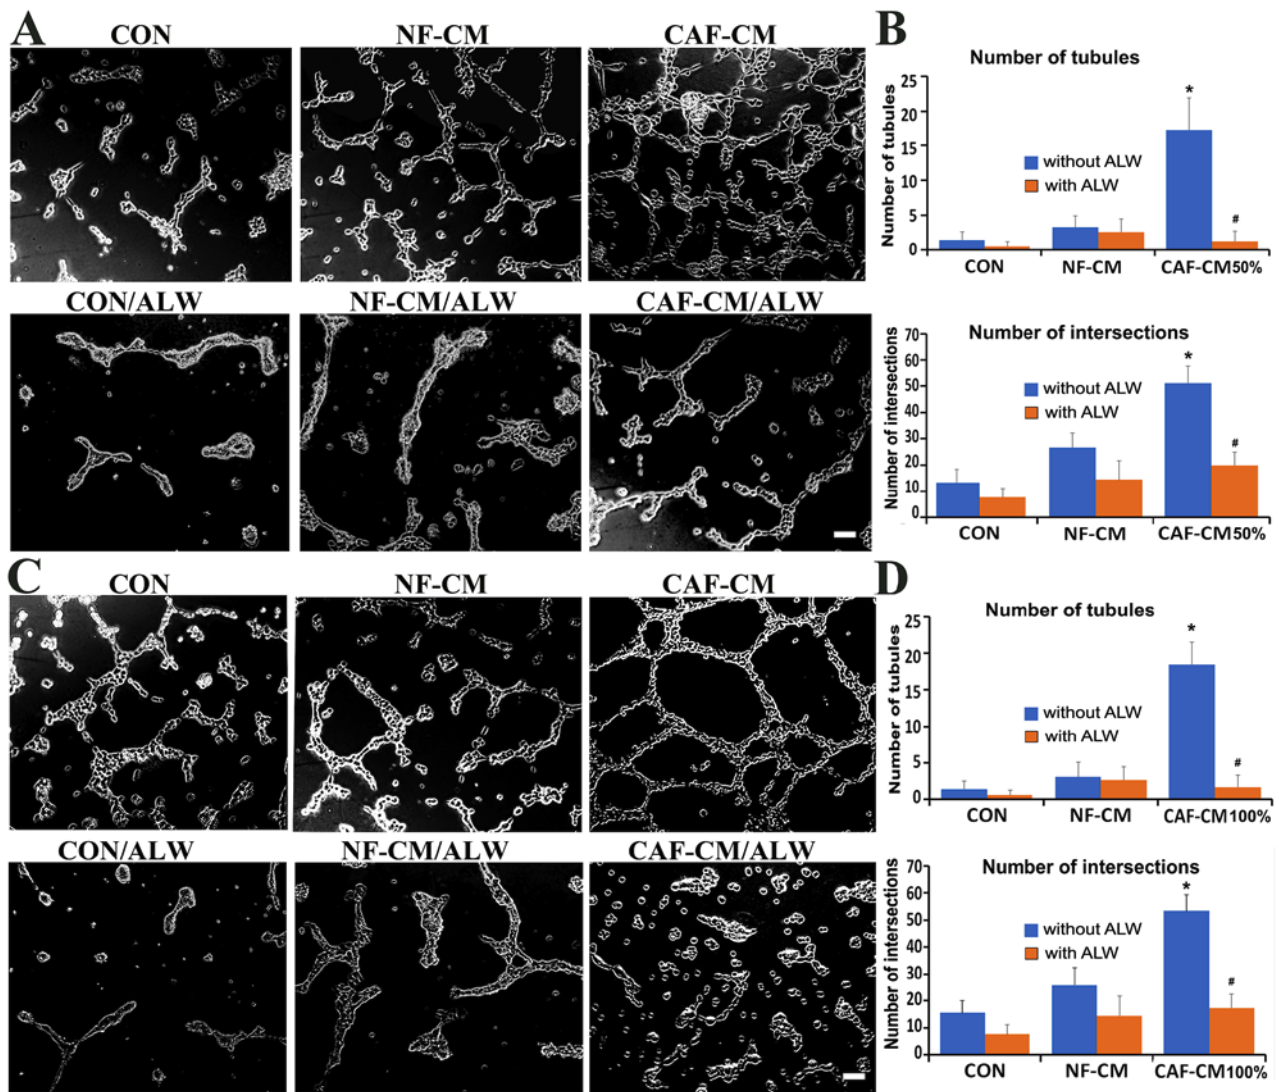 A
CON
NF-CM
CAF-CM
CON/ALW
NF-CM/ALW
CAF-CM/ALW
B
Number of tubules
Number of tubules
25
20
15
10
5
0
without ALW
with ALW
*
#
CON
NF-CM
CAF-CM50%
Number of intersections
Number of intersections
70
60
50
40
30
20
10
0
without ALW
with ALW
*
#
CON
NF-CM
CAF-CM50%
C
CON
NF-CM
CAF-CM
CON/ALW
NF-CM/ALW
CAF-CM/ALW
D
Number of tubules
Number of tubules
25
20
15
10
5
0
without ALW
with ALW
*
#
CON
NF-CM
CAF-CM100%
Number of intersections
Number of intersections
70
60
50
40
30
20
10
0
without ALW
with ALW
*
#
CON
NF-CM
CAF-CM100%